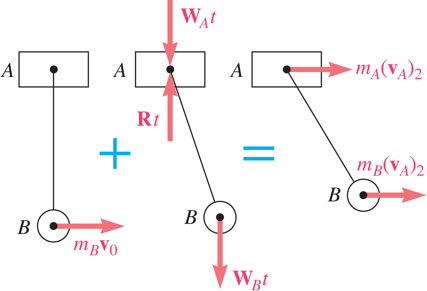 A
B
m_B v_0
+
W_A t
A
R t
B
W_B t
=
A
m_A(v_A)_2
B
m_B(v_A)_2